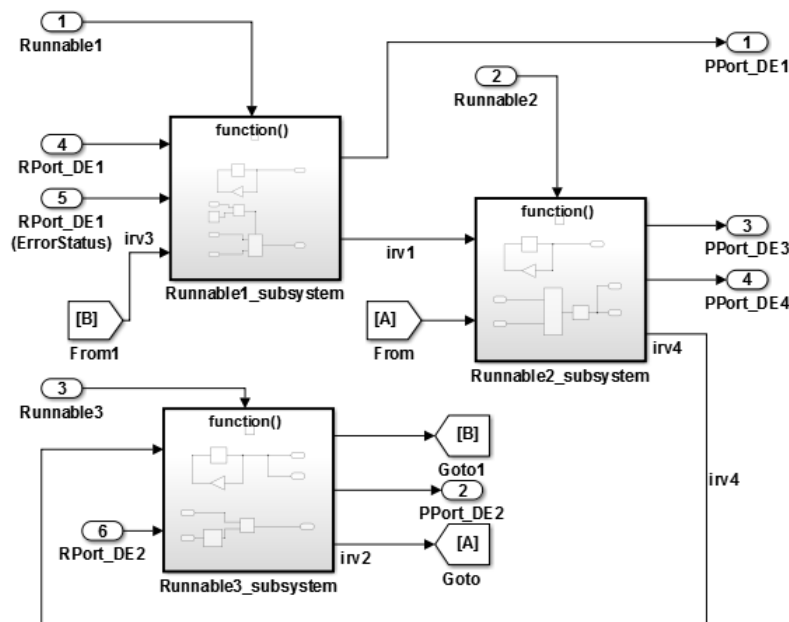 1
Runnable1
1
PPort_DE1
2
Runnable2
function()
4
RPort_DE1
5
RPort_DE1
(ErrorStatus)
irv3
irv1
Runnable1_subsystem
[B]
From1
function()
3
PPort_DE3
4
PPort_DE4
[A]
From
irv4
Runnable2_subsystem
3
Runnable3
function()
[B]
Goto1
2
PPort_DE2
irv4
6
RPort_DE2
irv2
[A]
Goto
Runnable3_subsystem